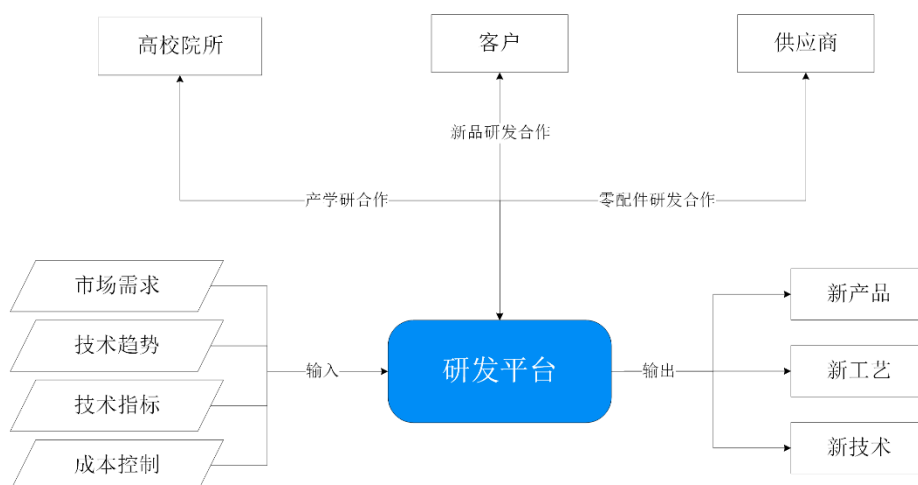 高校院所
客户
供应商
新品研发合作
产学研合作
零配件研发合作
市场需求
技术趋势
技术指标
成本控制
输入
研发平台
输出
新产品
新工艺
新技术